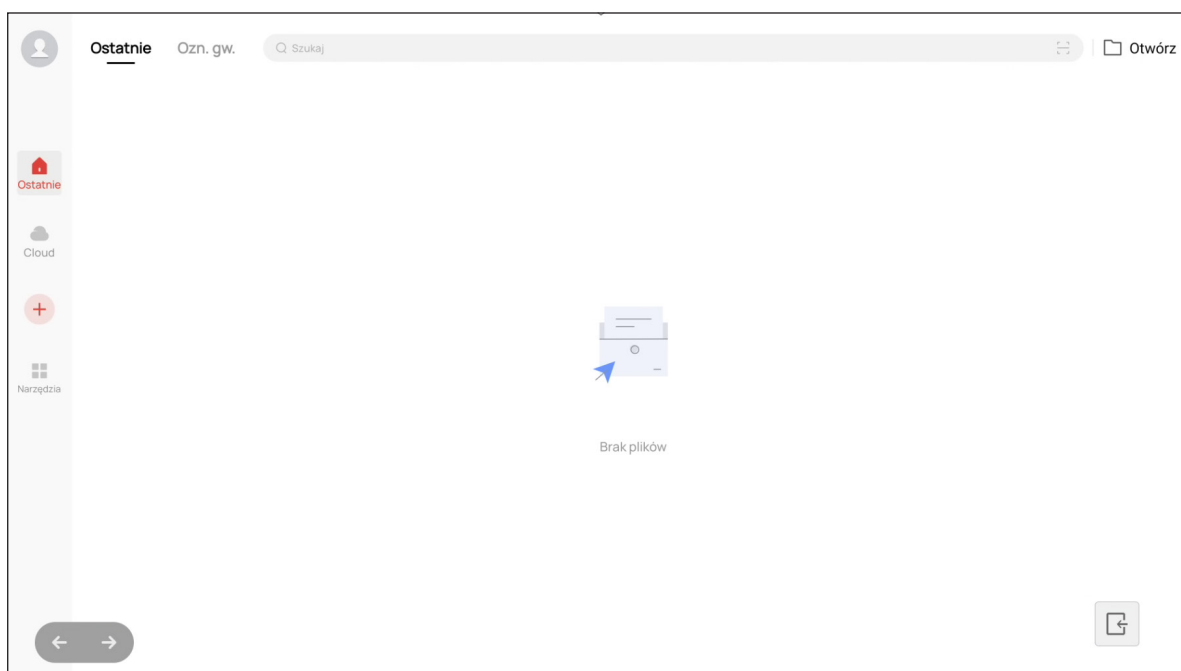 Ostatnie
Ozn. gw.
Szukaj
Otwórz
Ostatnie
Cloud
Narzędzia
Brak plików